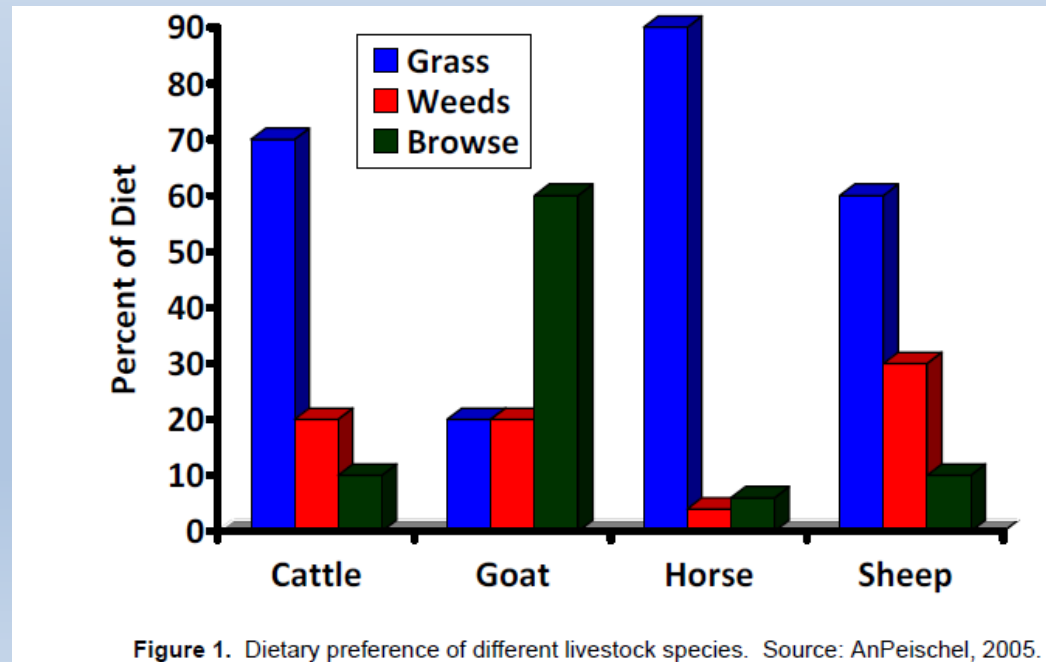 90
80
70
60
50
40
30
20
10
0
Percent of Diet
Grass
Weeds
Browse
Cattle Goat Horse Sheep
Figure 1. Dietary preference of different livestock species. Source: AnPeischel, 2005.